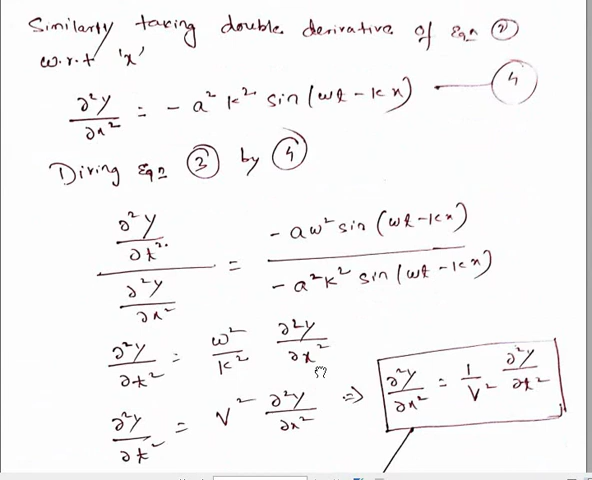 Similarly taking double derivative of Eqn ②
w.r.t 'x'
∂²y/∂x² = - a² k² sin(ωt - kx) — ④
Diving Eqn ③ by ④
(∂²y/∂t²)/(∂²y/∂x²) = (- aω² sin(ωt - kx))/(- a²k² sin(ωt - kx))
∂²y/∂t² = ω²/k² ∂²y/∂x²
∂²y/∂t² = V² ∂²y/∂x² => ∂²y/∂x² = 1/V² ∂²y/∂t²